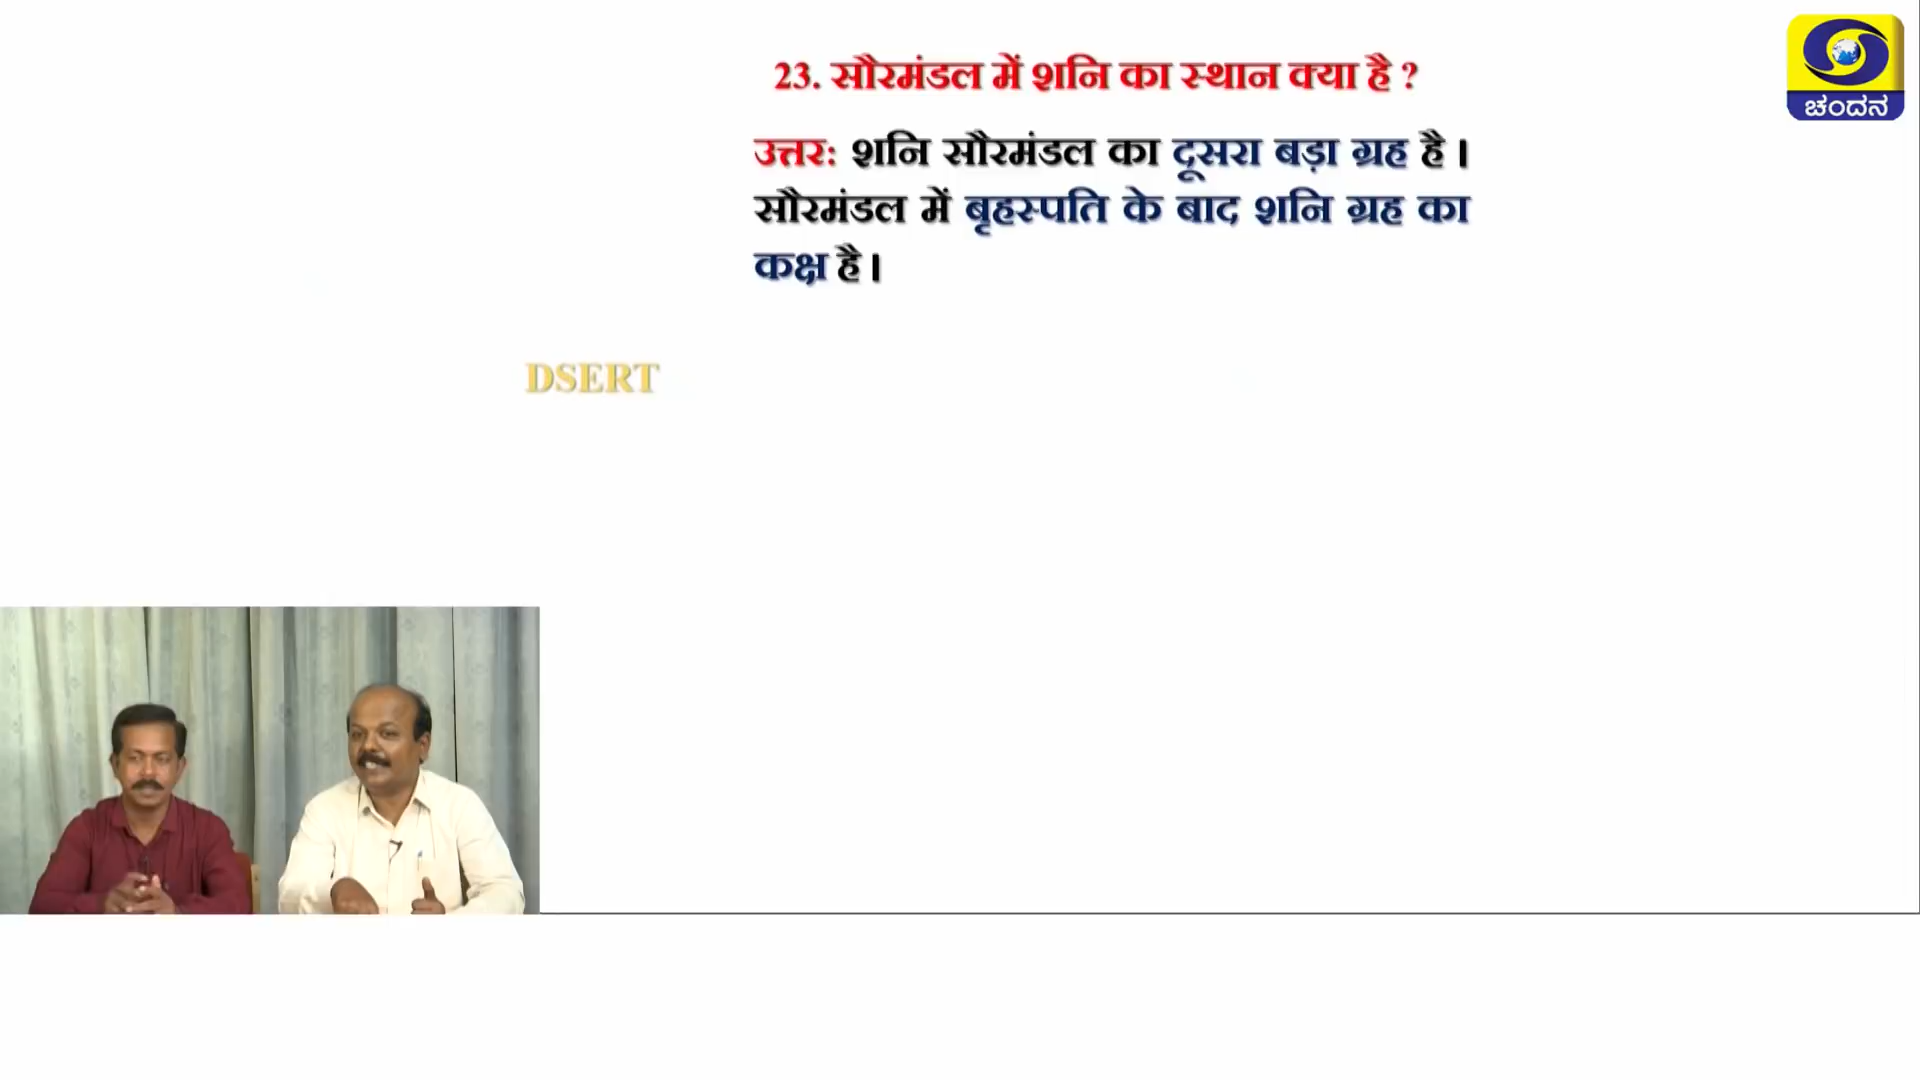 23. सौरमंडल में शनि का स्थान क्या है ?
ಚಂದನ
उत्तर: शनि सौरमंडल का दूसरा बड़ा ग्रह है ।
सौरमंडल में बृहस्पति के बाद शनि ग्रह का
कक्ष है ।
DSERT